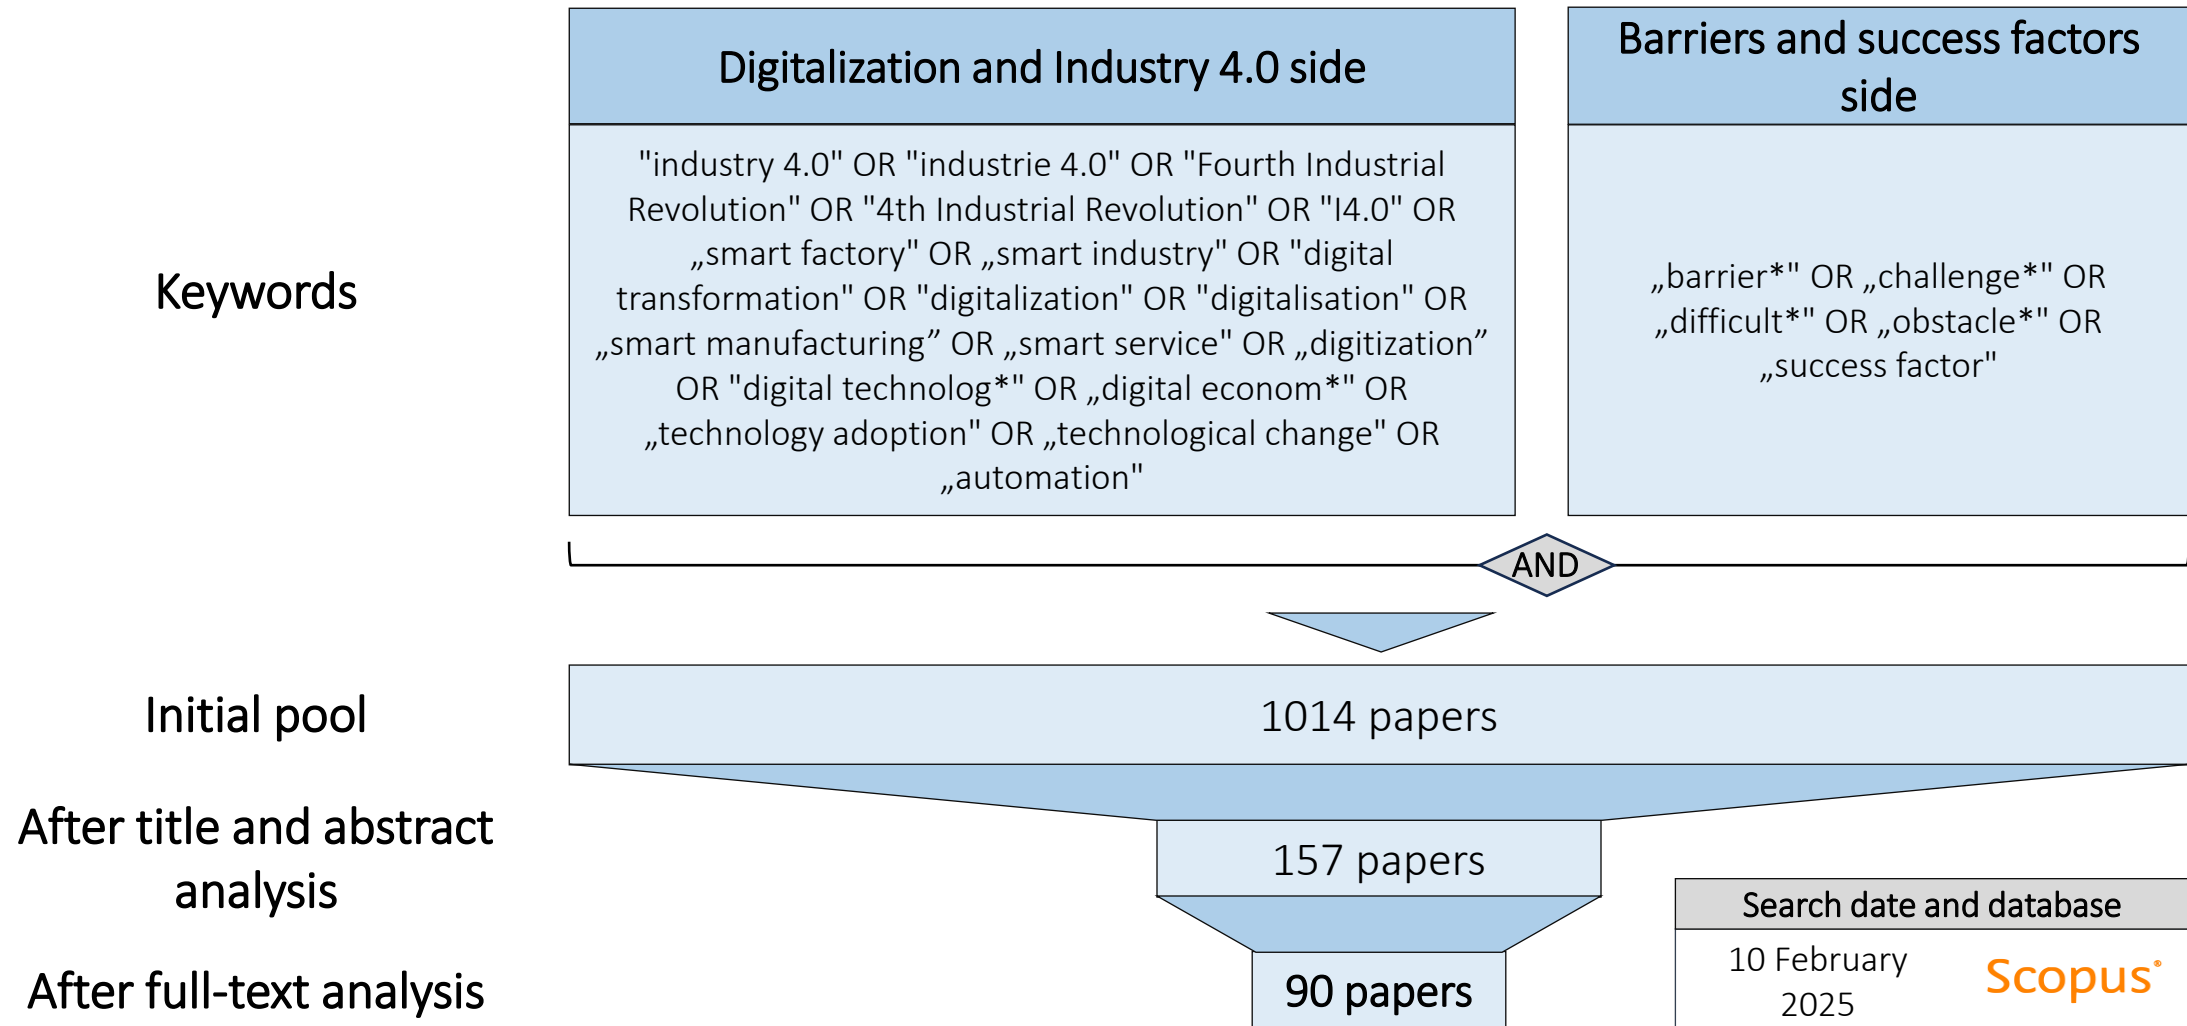 Digitalization and Industry 4.0 side
Barriers and success factors
side
Keywords
"industry 4.0" OR "industrie 4.0" OR "Fourth Industrial
Revolution" OR "4th Industrial Revolution" OR "I4.0" OR
„smart factory" OR „smart industry" OR "digital
transformation" OR "digitalization" OR "digitalisation" OR
„smart manufacturing” OR „smart service" OR „digitization”
OR "digital technolog*" OR „digital econom*" OR
„technology adoption" OR „technological change" OR
„automation"
„barrier*" OR „challenge*" OR
„difficult*" OR „obstacle*" OR
„success factor"
AND
Initial pool
1014 papers
After title and abstract
analysis
157 papers
After full-text analysis
90 papers
Search date and database
10 February
2025
Scopus®